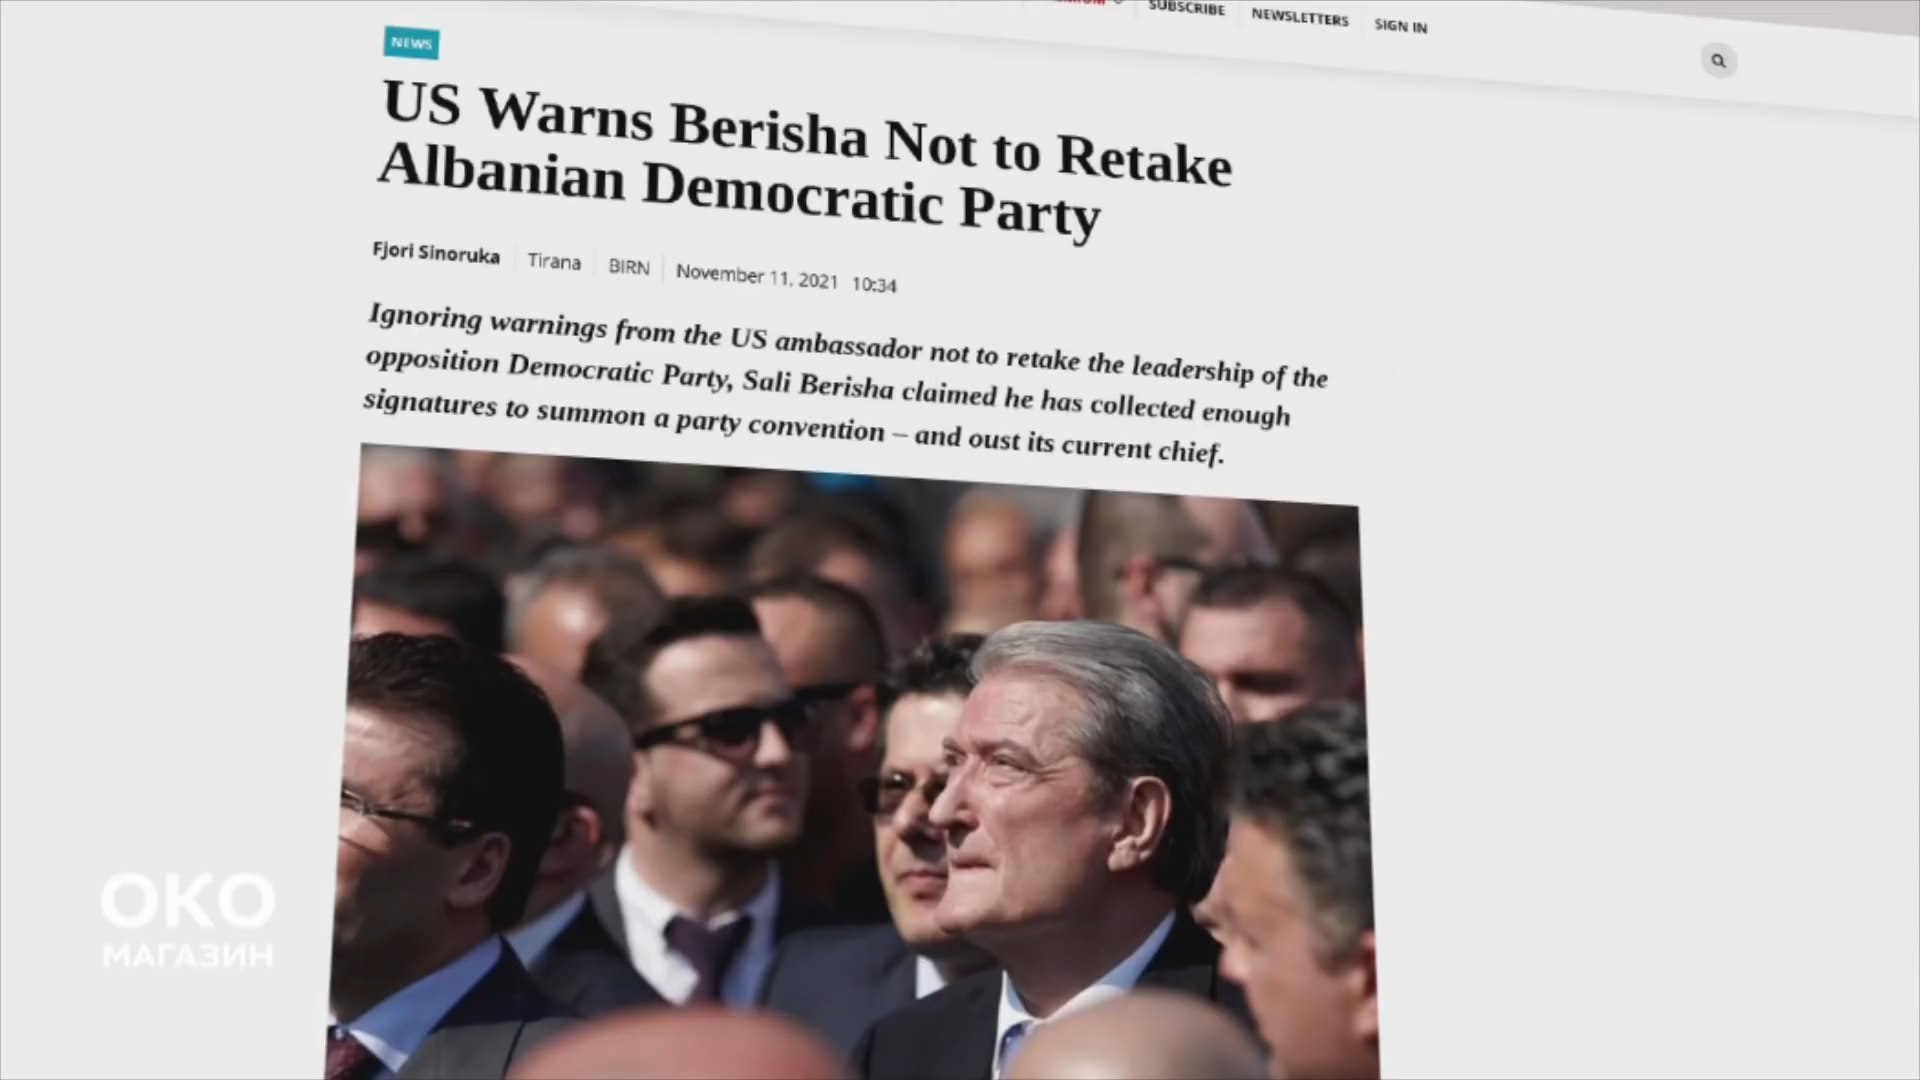 SUBSCRIBE NEWSLETTERS SIGN IN
NEWS
US Warns Berisha Not to Retake
Albanian Democratic Party
Fjori Sinoruka Tirana BIRN November 11, 2021 10:34
Ignoring warnings from the US ambassador not to retake the leadership of the
opposition Democratic Party, Sali Berisha claimed he has collected enough
signatures to summon a party convention – and oust its current chief.
ОКО
МАГАЗИН